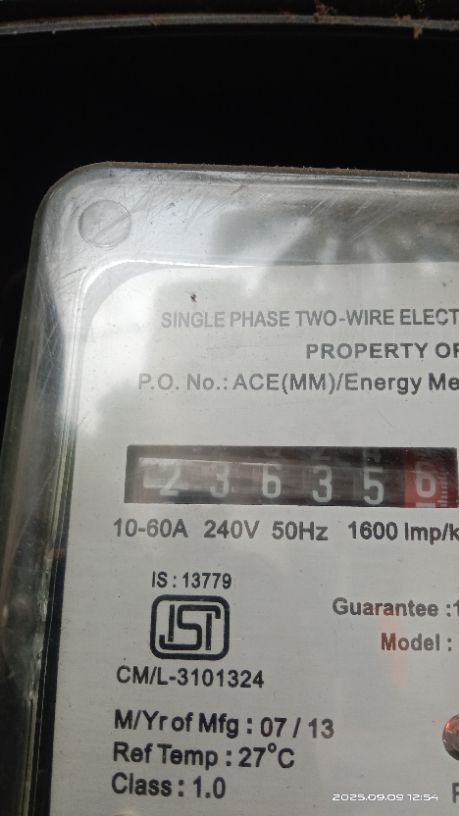 SINGLE PHASE TWO-WIRE ELECT
PROPERTY OF
P.O. No.: ACE(MM)/Energy Me
2 3 6 3 5 6
10-60A 240V 50Hz 1600 Imp/k
IS : 13779
ISI
CM/L-3101324
Guarantee :1
Model :
M/Yr of Mfg : 07 / 13
Ref Temp : 27°C
Class : 1.0
2025.09.09 12:54